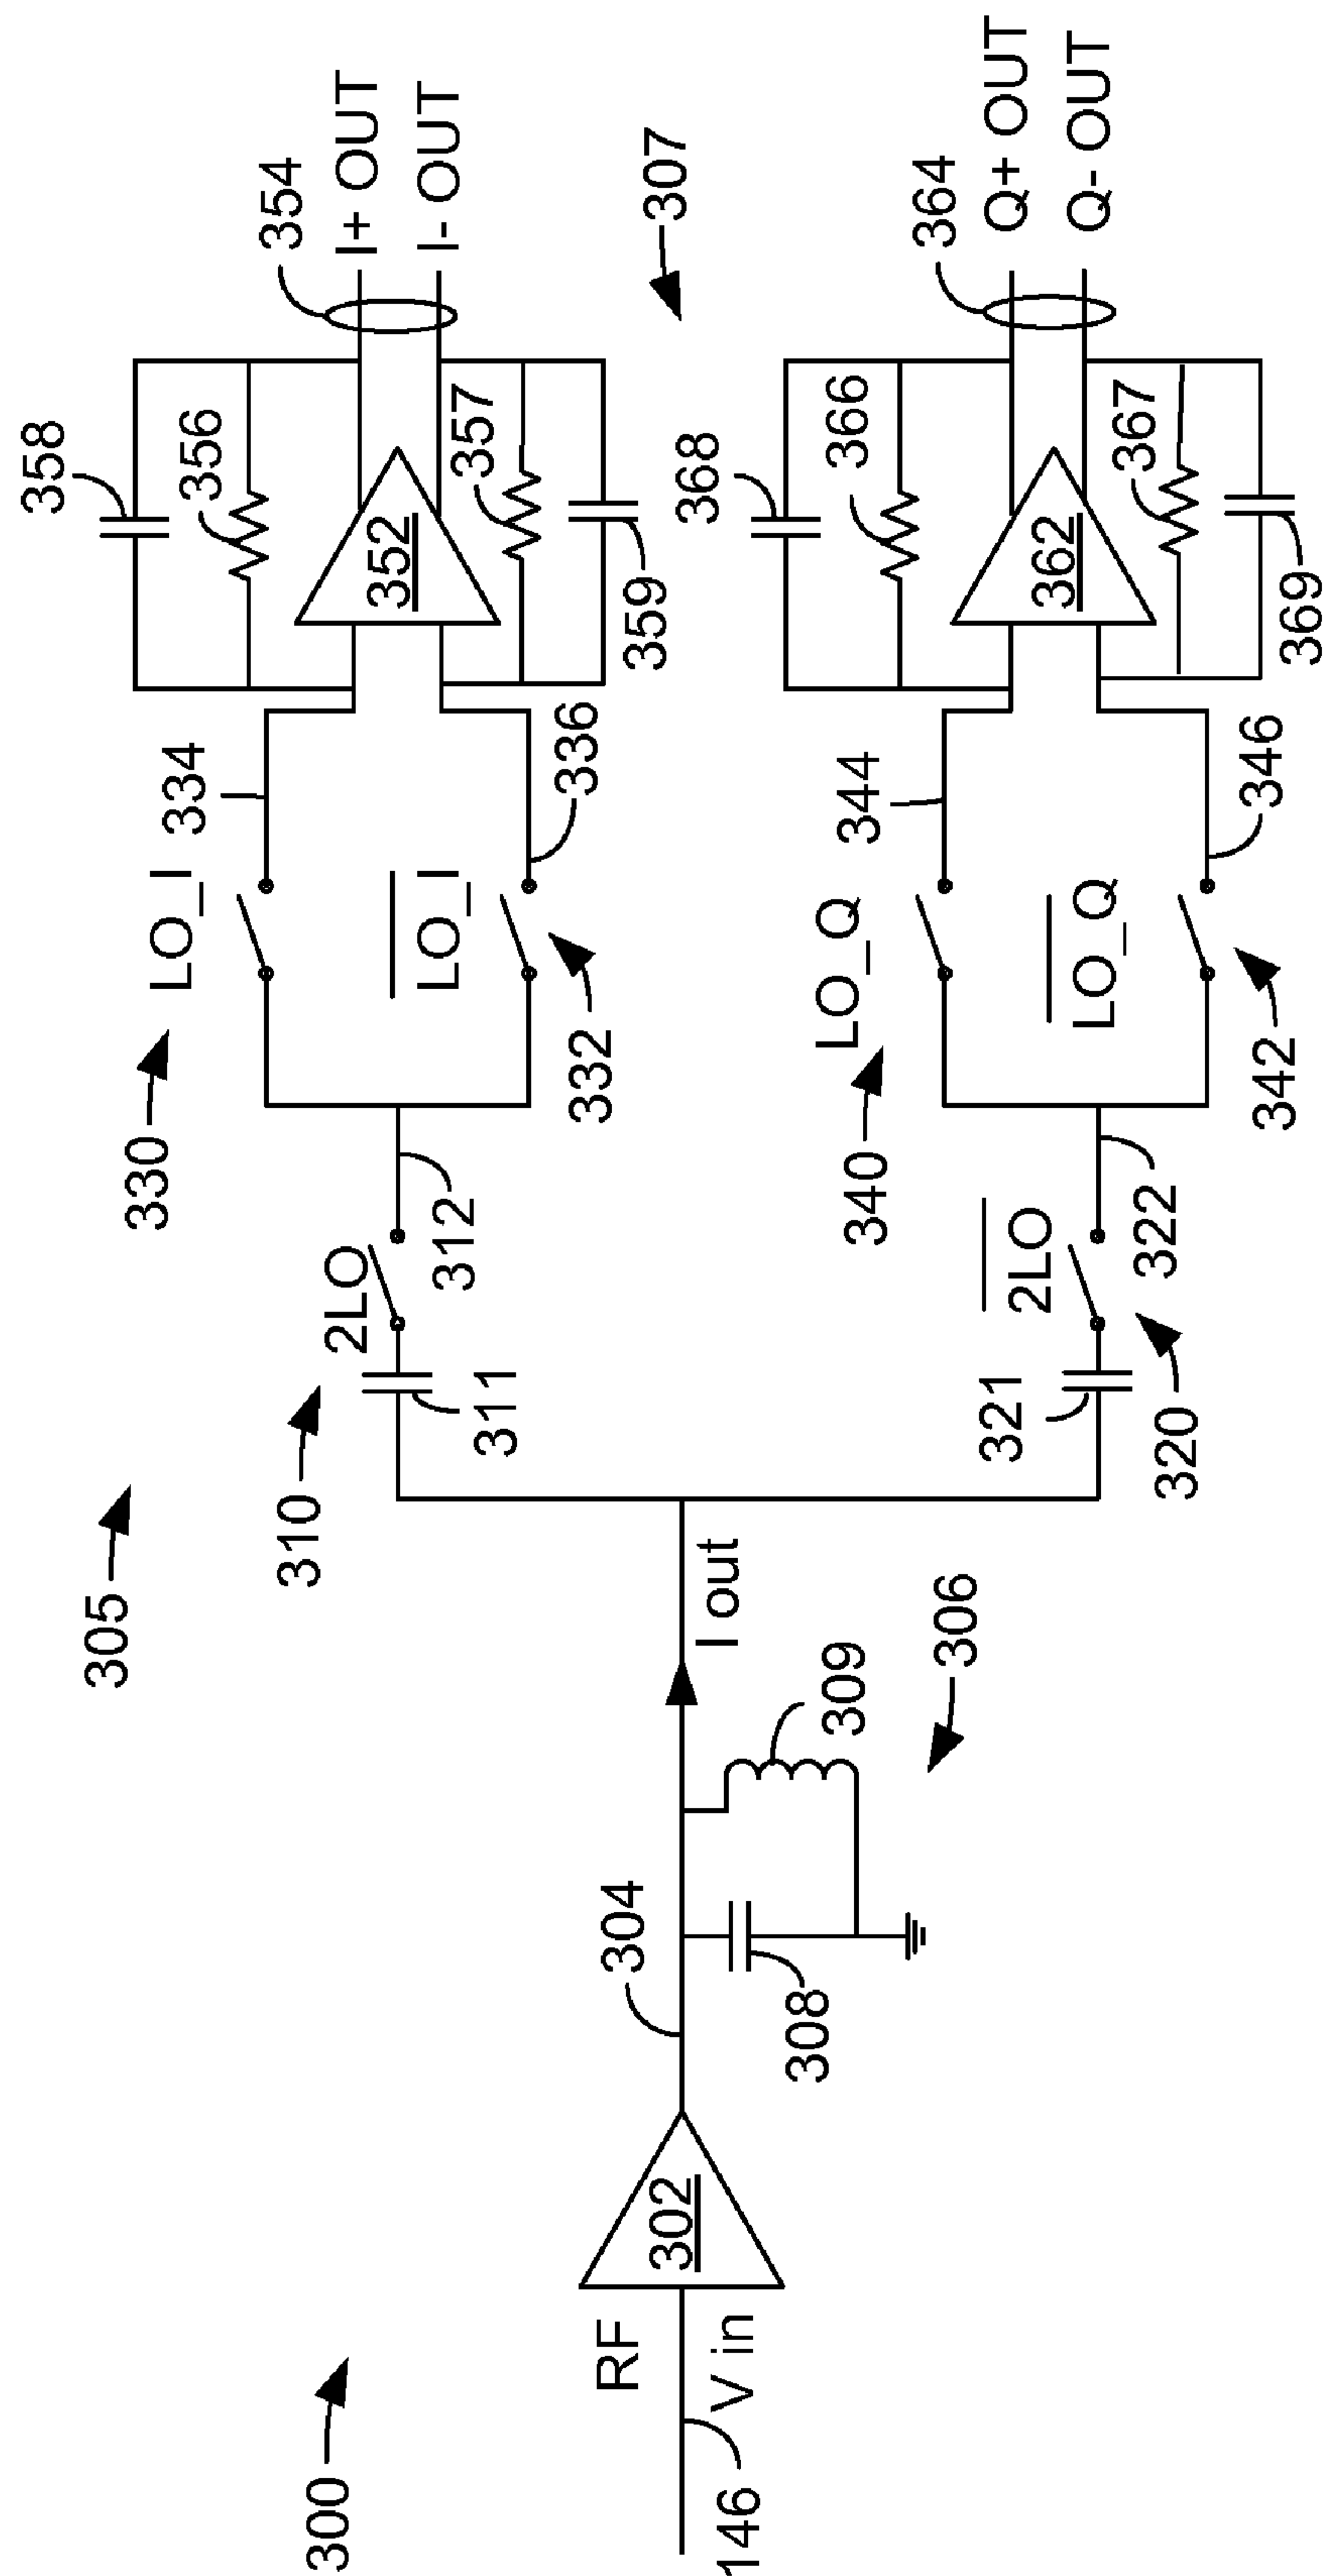 300
305
RF
V in
146
302
304
308
309
306
I out
310
2LO
311
312
320
2LO
321
322
330
LO_I
LO_I
332
334
336
340
LO_Q
LO_Q
342
344
346
358
356
352
357
359
354
I+ OUT
I- OUT
307
368
366
362
367
369
364
Q+ OUT
Q- OUT